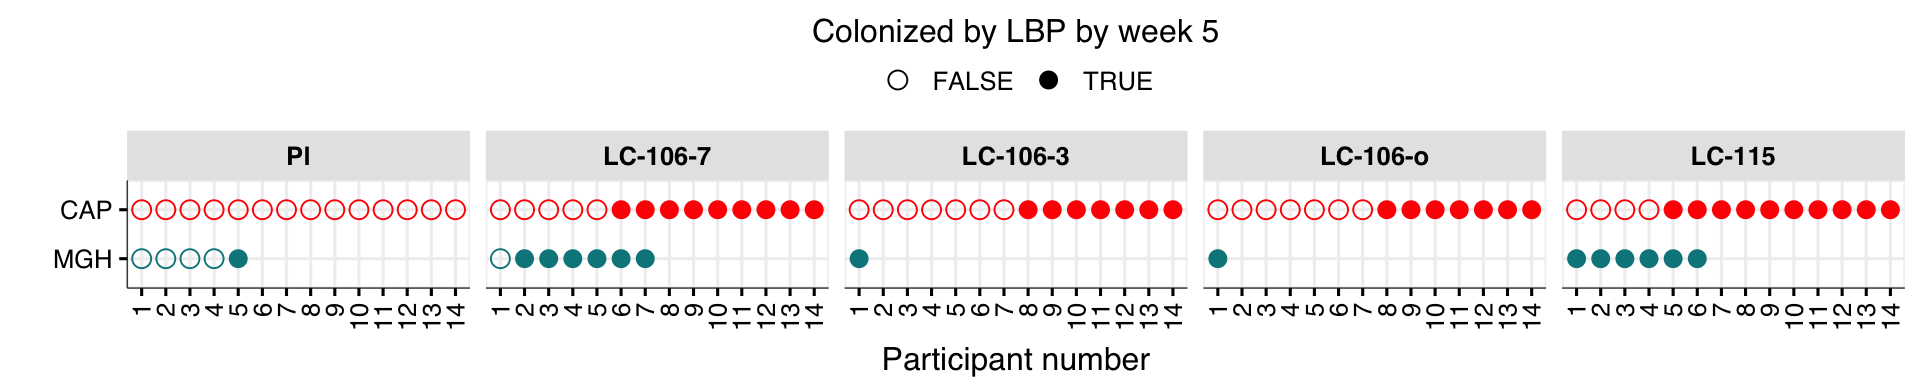 Colonized by LBP by week 5
FALSE TRUE
PI LC-106-7 LC-106-3 LC-106-o LC-115
CAP
MGH
1 2 3 4 5 6 7 8 9 10 11 12 13 14 1 2 3 4 5 6 7 8 9 10 11 12 13 14 1 2 3 4 5 6 7 8 9 10 11 12 13 14 1 2 3 4 5 6 7 8 9 10 11 12 13 14 1 2 3 4 5 6 7 8 9 10 11 12 13 14
Participant number